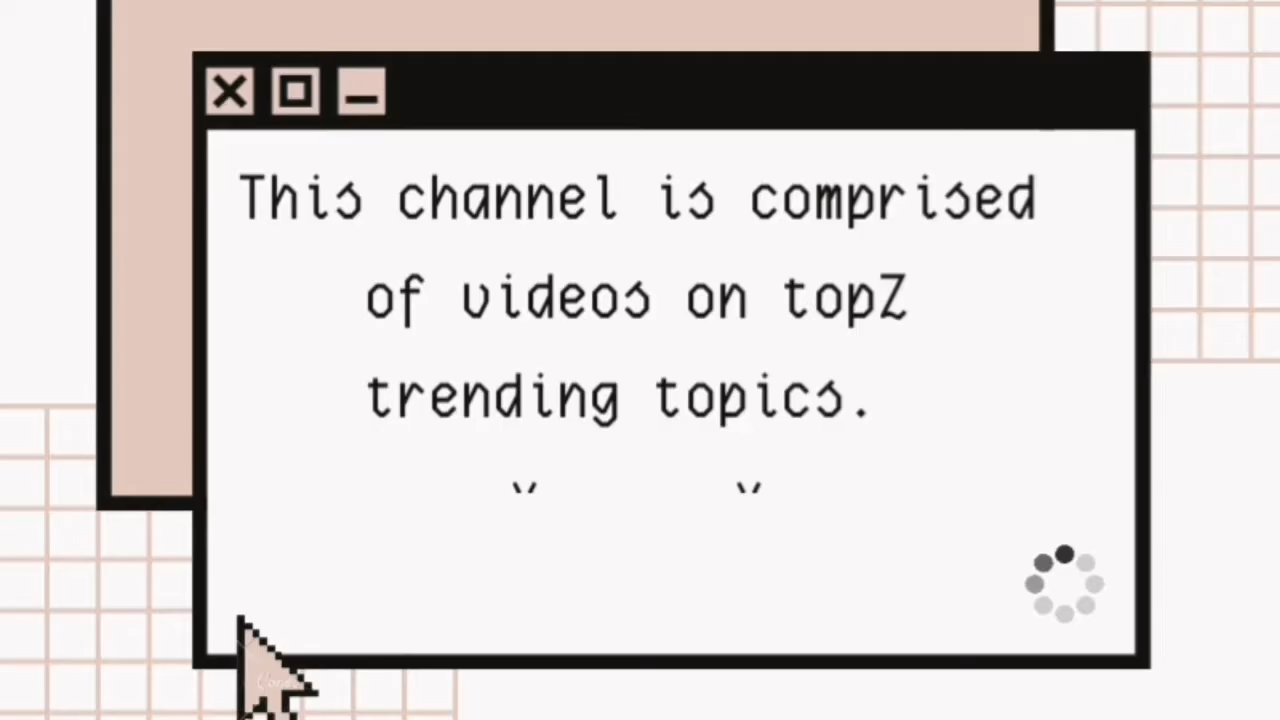 This channel is comprised
of videos on topZ
trending topics.